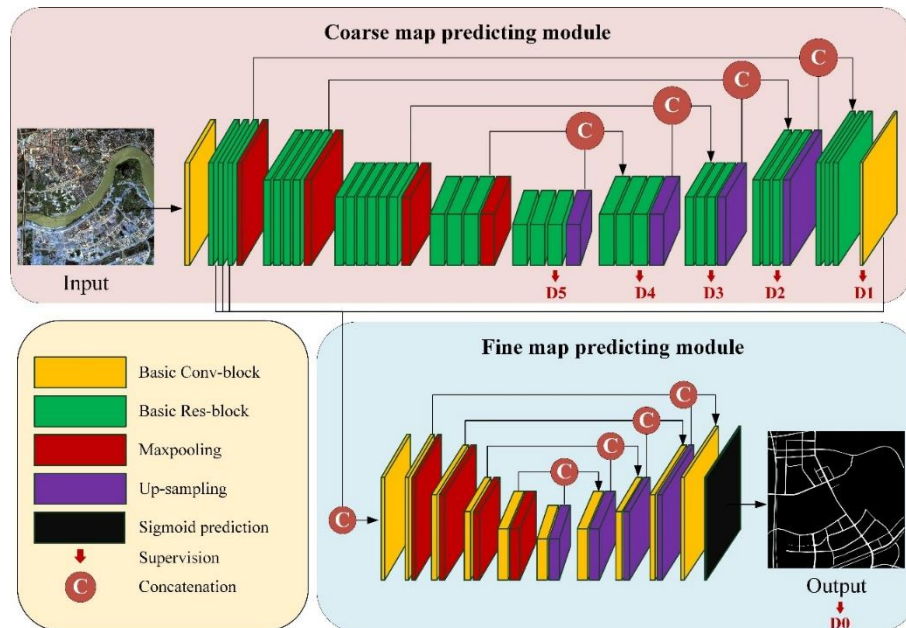 Coarse map predicting module
C
C
C
C
Input
D5
D4
D3
D2
D1
Basic Conv-block
Basic Res-block
Maxpooling
Up-sampling
Sigmoid prediction
Supervision
C
Concatenation
Fine map predicting module
C
C
C
C
C
Output
D0